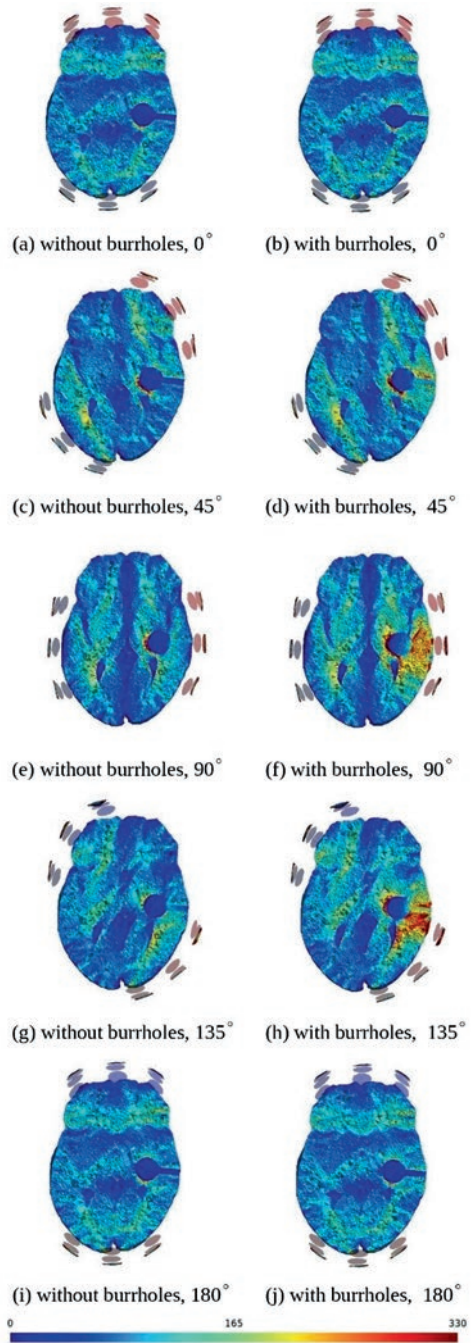 (a) without burrholes, 0°
(b) with burrholes, 0°
(c) without burrholes, 45°
(d) with burrholes, 45°
(e) without burrholes, 90°
(f) with burrholes, 90°
(g) without burrholes, 135°
(h) with burrholes, 135°
(i) without burrholes, 180°
(j) with burrholes, 180°
0 165 330